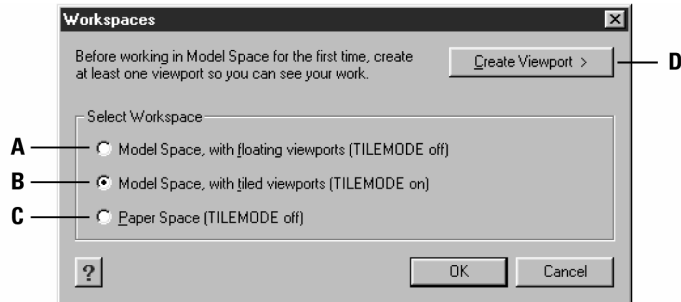 Workspaces
Before working in Model Space for the first time, create
at least one viewport so you can see your work.
Create Viewport >
D
Select Workspace
A
Model Space, with floating viewports (TILEMODE off)
B
Model Space, with tiled viewports (TILEMODE on)
C
Paper Space (TILEMODE off)
?
OK
Cancel